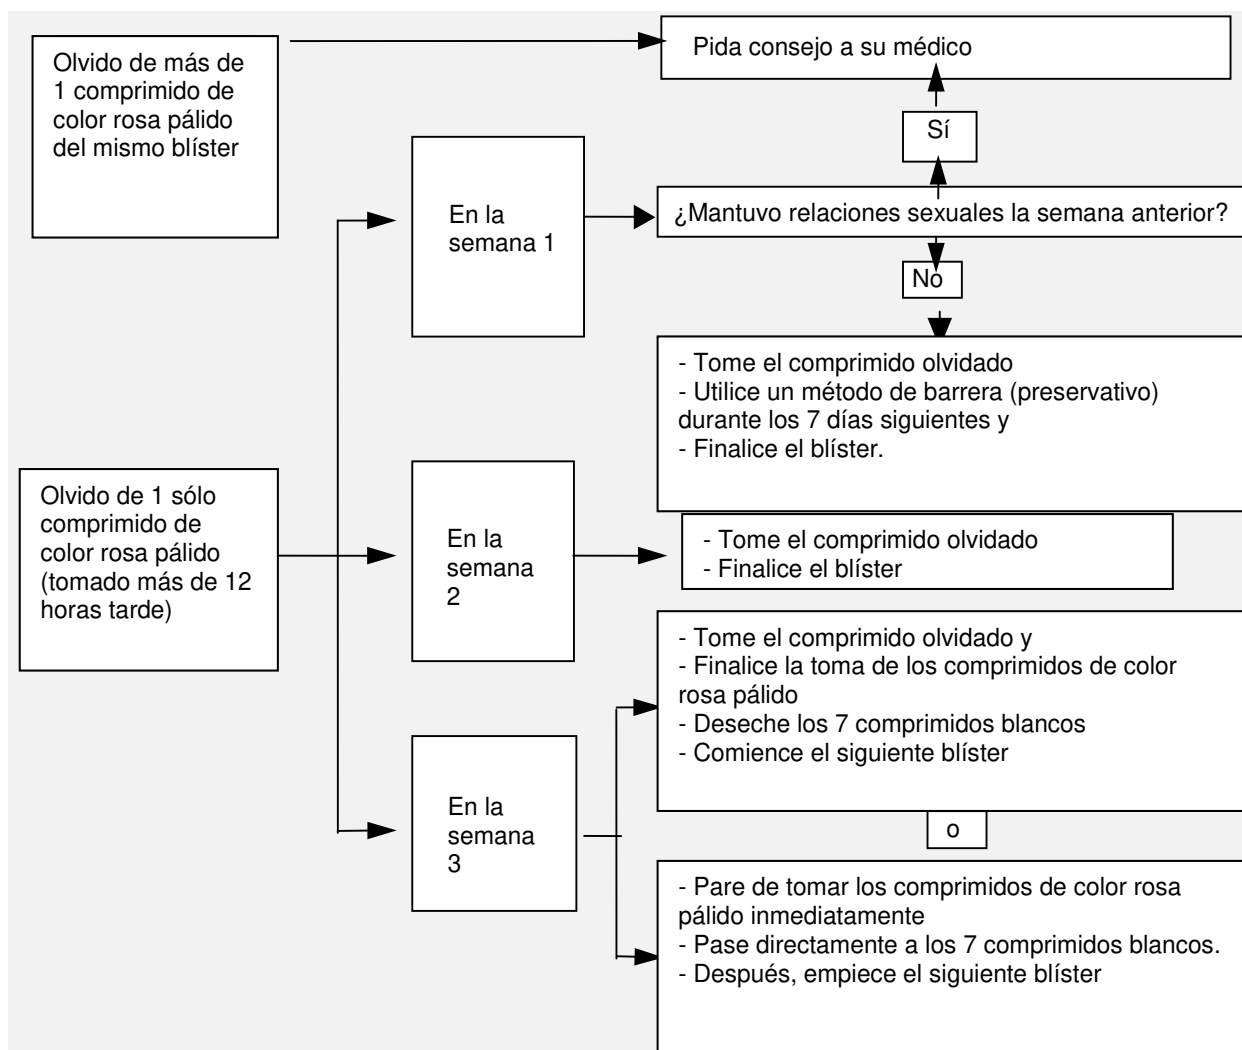 Olvido de más de
1 comprimido de
color rosa pálido
del mismo blíster
Pida consejo a su médico
Sí
En la
semana 1
¿Mantuvo relaciones sexuales la semana anterior?
No
- Tome el comprimido olvidado
- Utilice un método de barrera (preservativo)
durante los 7 días siguientes y
- Finalice el blíster.
Olvido de 1 sólo
comprimido de
color rosa pálido
(tomado más de 12
horas tarde)
En la
semana
2
- Tome el comprimido olvidado
- Finalice el blíster
- Tome el comprimido olvidado y
- Finalice la toma de los comprimidos de color
rosa pálido
- Deseche los 7 comprimidos blancos
- Comience el siguiente blíster
En la
semana
3
o
- Pare de tomar los comprimidos de color rosa
pálido inmediatamente
- Pase directamente a los 7 comprimidos blancos.
- Después, empiece el siguiente blíster